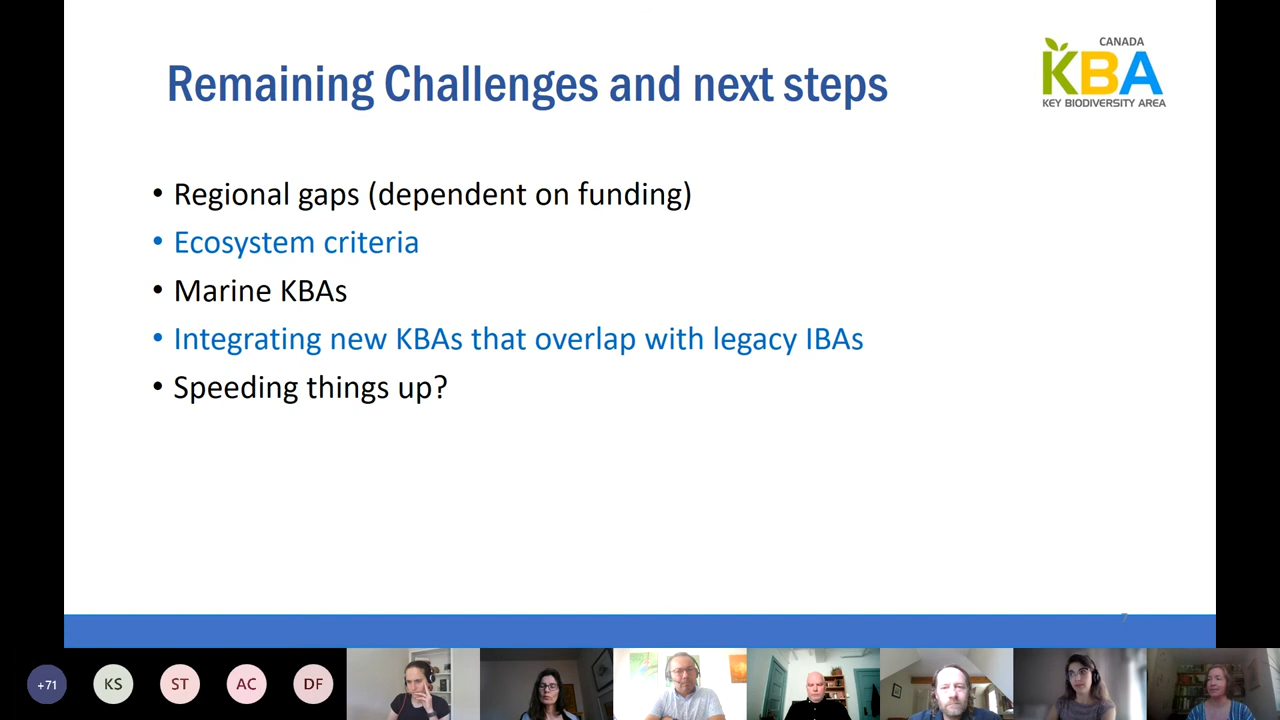 Remaining Challenges and next steps
CANADA
KBA
KEY BIODIVERSITY AREA
• Regional gaps (dependent on funding)
• Ecosystem criteria
• Marine KBAs
• Integrating new KBAs that overlap with legacy IBAs
• Speeding things up?
7
+71
KS
ST
AC
DF